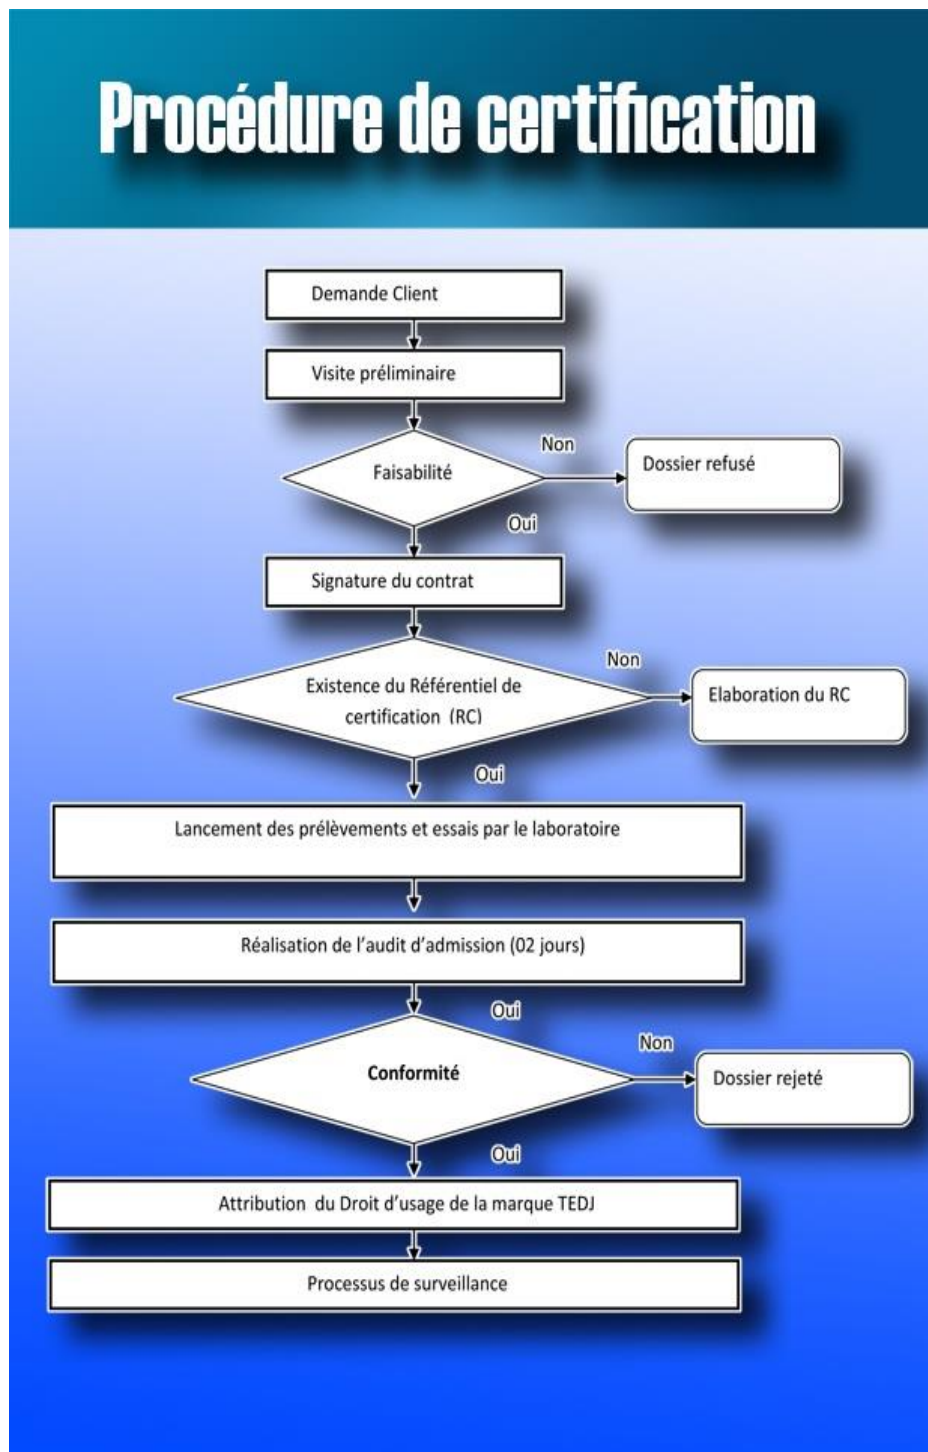 Procédure de certification
Demande Client
Visite préliminaire
Non
Faisabilité
Dossier refusé
Oui
Signature du contrat
Non
Existence du Référentiel de
certification (RC)
Elaboration du RC
Oui
Lancement des prélèvements et essais par le laboratoire
Réalisation de l'audit d'admission (02 jours)
Oui
Non
Conformité
Dossier rejeté
Oui
Attribution du Droit d'usage de la marque TEDJ
Processus de surveillance